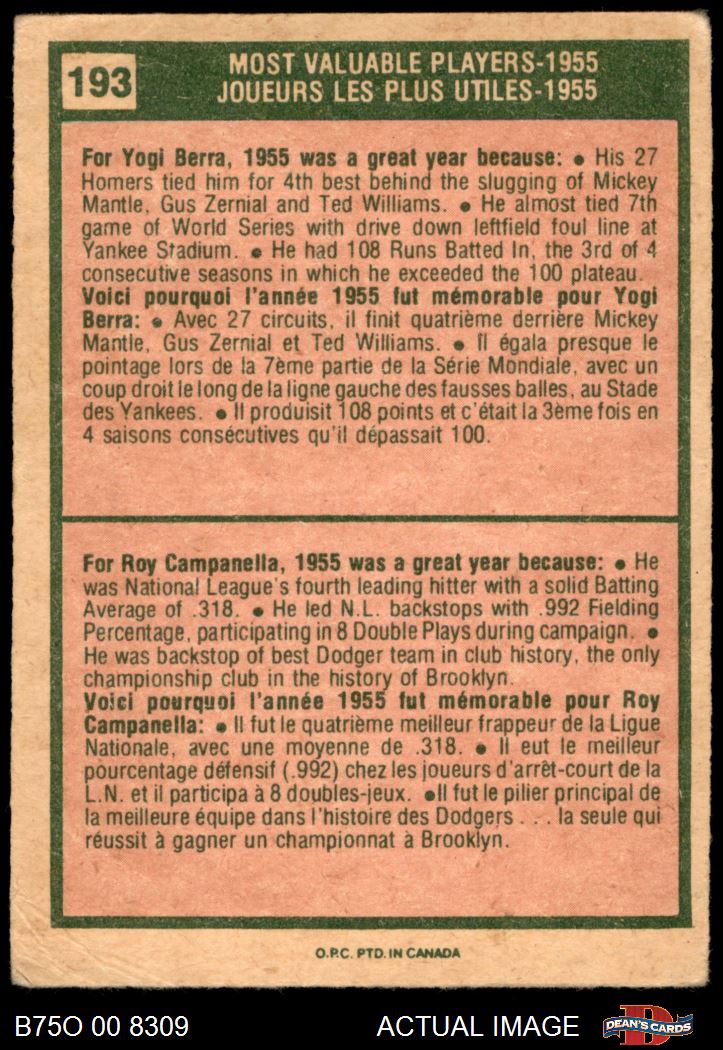 193
MOST VALUABLE PLAYERS-1955
JOUEURS LES PLUS UTILES-1955
For Yogi Berra, 1955 was a great year because: ● His 27
Homers tied him for 4th best behind the slugging of Mickey
Mantle, Gus Zernial and Ted Williams. ● He almost tied 7th
game of World Series with drive down leftfield foul line at
Yankee Stadium. ● He had 108 Runs Batted In, the 3rd of 4
consecutive seasons in which he exceeded the 100 plateau.
Voici pourquoi l'année 1955 fut mémorable pour Yogi
Berra: ● Avec 27 circuits, il finit quatrième derrière Mickey
Mantle, Gus Zernial et Ted Williams. ● Il égala presque le
pointage lors de la 7ème partie de la Série Mondiale, avec un
coup droit le long de la ligne gauche des fausses balles, au Stade
des Yankees. ● Il produisit 108 points et c'était la 3ème fois en
4 saisons consécutives qu'il dépassait 100.
For Roy Campanella, 1955 was a great year because: ● He
was National League's fourth leading hitter with a solid Batting
Average of .318. ● He led N.L. backstops with .992 Fielding
Percentage, participating in 8 Double Plays during campaign. ●
He was backstop of best Dodger team in club history, the only
championship club in the history of Brooklyn.
Voici pourquoi l'année 1955 fut mémorable pour Roy
Campanella: ● Il fut le quatrième meilleur frappeur de la Ligue
Nationale, avec une moyenne de .318. ● Il eut le meilleur
pourcentage défensif (.992) chez les joueurs d'arrêt-court de la
L.N. et il participa à 8 doubles-jeux. ● Il fut le pilier principal de
la meilleure équipe dans l'histoire des Dodgers . . . la seule qui
réussit à gagner un championnat à Brooklyn.
O.P.C. PTD. IN CANADA
B75O 00 8309
ACTUAL IMAGE
D
DEAN'S CARDS